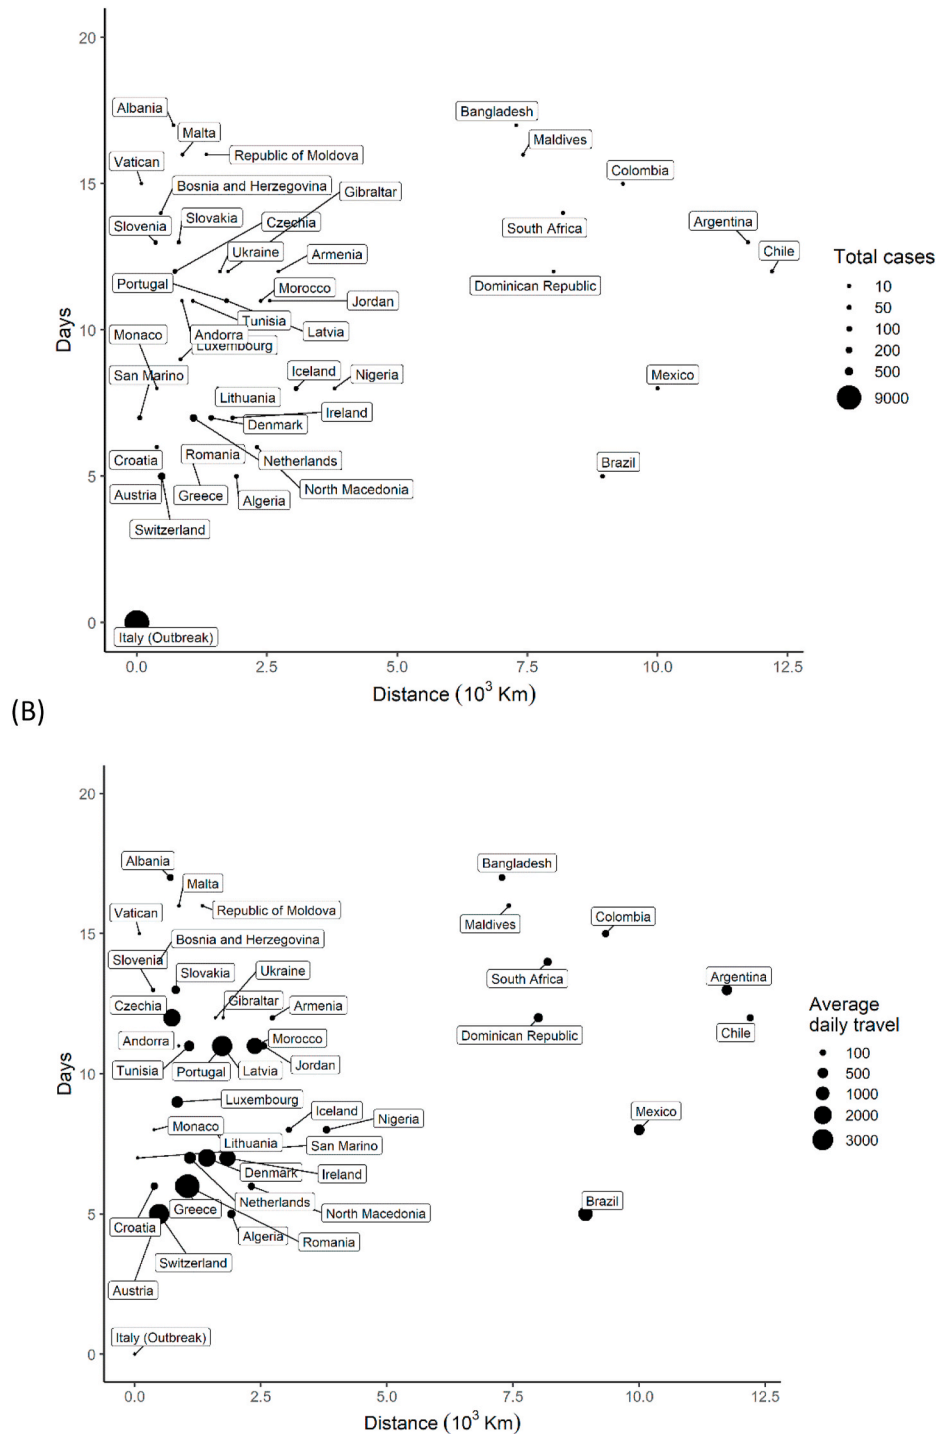 20
Albania
Bangladesh
Malta
Maldives
Vatican
Republic of Moldova
Colombia
15
Bosnia and Herzegovina
Gibraltar
Slovenia
Slovakia
Czechia
South Africa
Argentina
Ukraine
Armenia
Chile
Total cases
Portugal
Morocco
Dominican Republic
10
Jordan
50
Tunisia
Days
10
Monaco
Andorra
Latvia
100
Luxembourg
200
San Marino
Iceland
Nigeria
Mexico
500
Lithuania
9000
Ireland
Denmark
Croatia
Romania
Netherlands
Brazil
5
Austria
Greece
Algeria
North Macedonia
Switzerland
0
Italy (Outbreak)
0.0
2.5
5.0
7.5
10.0
12.5
Distance (10³ Km)
(B)
20
Albania
Bangladesh
Malta
Vatican
Republic of Moldova
Maldives
Colombia
15
Bosnia and Herzegovina
Slovenia
Slovakia
Ukraine
South Africa
Argentina
Czechia
Gibraltar
Armenia
Average
daily travel
Andorra
Morocco
Dominican Republic
Chile
100
Tunisia
Portugal
Latvia
Jordan
500
Days
10
Luxembourg
1000
Iceland
Nigeria
Mexico
2000
Monaco
Lithuania
San Marino
3000
Denmark
Ireland
Netherlands
Brazil
5
Croatia
Greece
North Macedonia
Algeria
Romania
Switzerland
Austria
Italy (Outbreak)
0
0.0
2.5
5.0
7.5
10.0
12.5
Distance (10³ Km)